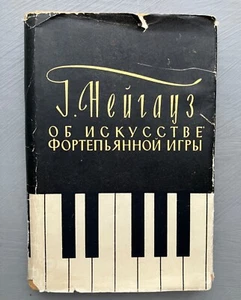 Г. Нейгауз
ОБ ИСКУССТВЕ
ФОРТЕПЬЯННОЙ ИГРЫ